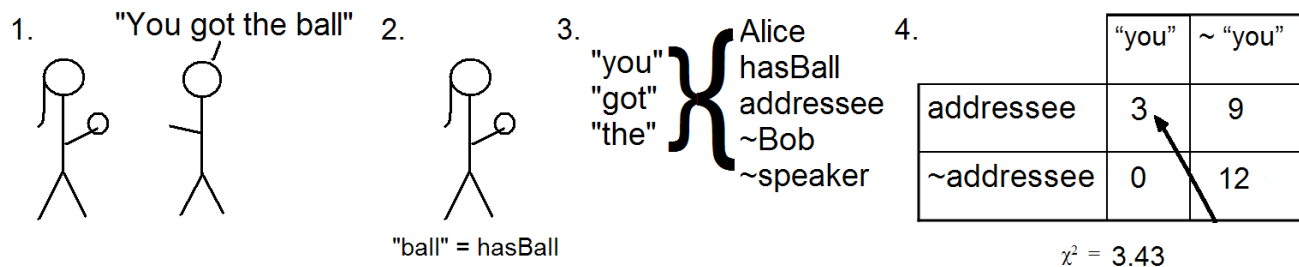 1.
"You got the ball"
2.
"ball" = hasBall
3.
"you"
"got"
"the"
Alice
hasBall
addressee
~Bob
~speaker
4.
“you” ~ “you”
addressee 3 9
~addressee 0 12
χ² = 3.43